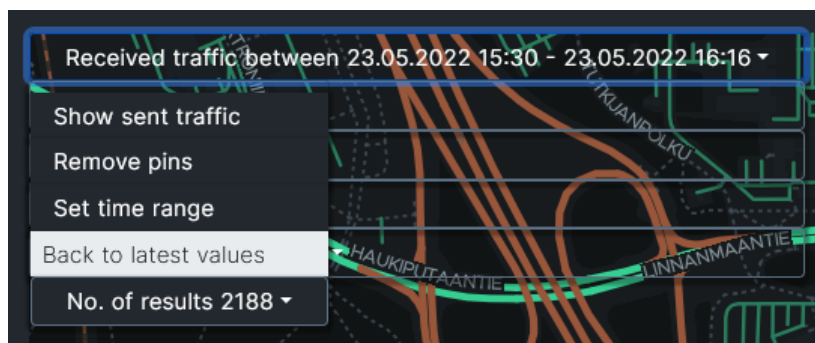 Received traffic between 23.05.2022 15:30 - 23.05.2022 16:16
Show sent traffic
Remove pins
Set time range
Back to latest values
No. of results 2188
TUTKUANPOLKU
HAUKIPUTAANTIE
LINNANMAANTIE